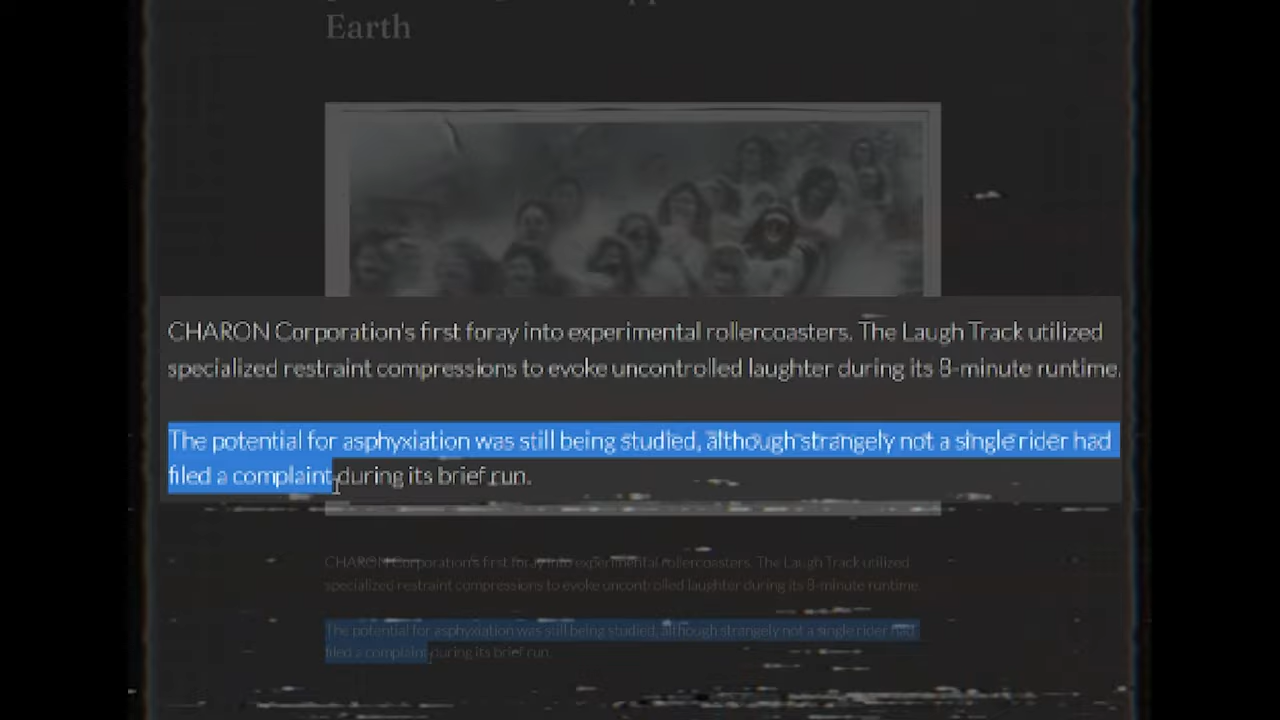 Earth
CHARON Corporation's first foray into experimental rollercoasters. The Laugh Track utilized
specialized restraint compressions to evoke uncontrolled laughter during its 8-minute runtime.
The potential for asphyxiation was still being studied, although strangely not a single rider had
filed a complaint during its brief run.
CHARON Corporation's first foray into experimental rollercoasters. The Laugh Track utilized
specialized restraint compressions to evoke uncontrolled laughter during its 8-minute runtime.
The potential for asphyxiation was still being studied, although strangely not a single rider had
filed a complaint during its brief run.